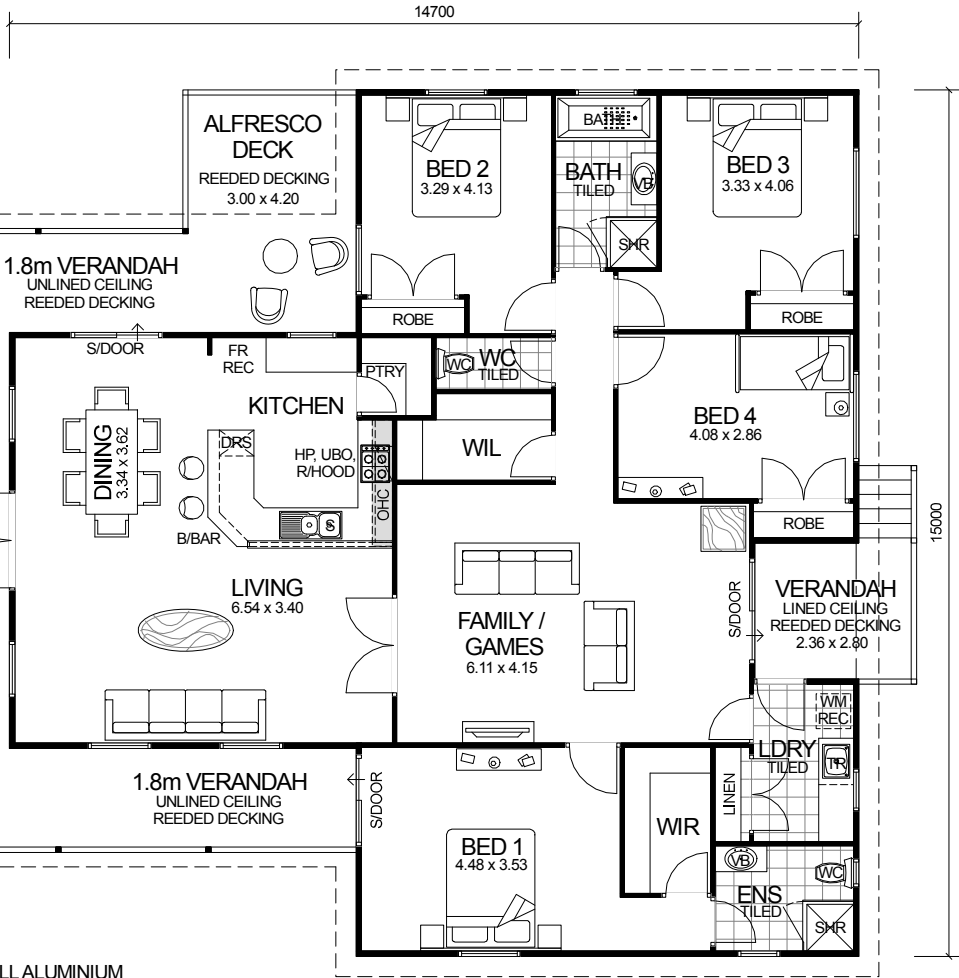 14700
ALFRESCO
DECK
REEDED DECKING
3.00 x 4.20
BED 2
3.29 x 4.13
BATH
BATH
TILED
VB
SHR
BED 3
3.33 x 4.06
1.8m VERANDAH
UNLINED CEILING
REEDED DECKING
ROBE
ROBE
S/DOOR
FR
REC
PTRY
WC
WC
TILED
KITCHEN
BED 4
4.08 x 2.86
DINING
3.34 x 3.62
DRS
HP, UBO,
R/HOOD
WIL
OHC
S
B/BAR
ROBE
15000
LIVING
6.54 x 3.40
FAMILY /
GAMES
6.11 x 4.15
S/DOOR
VERANDAH
LINED CEILING
REEDED DECKING
2.36 x 2.80
WM
REC
LDRY
TILED
TR
1.8m VERANDAH
UNLINED CEILING
REEDED DECKING
S/DOOR
LINEN
WIR
BED 1
4.48 x 3.53
VB
WC
ENS
TILED
SHR
LL ALUMINIUM